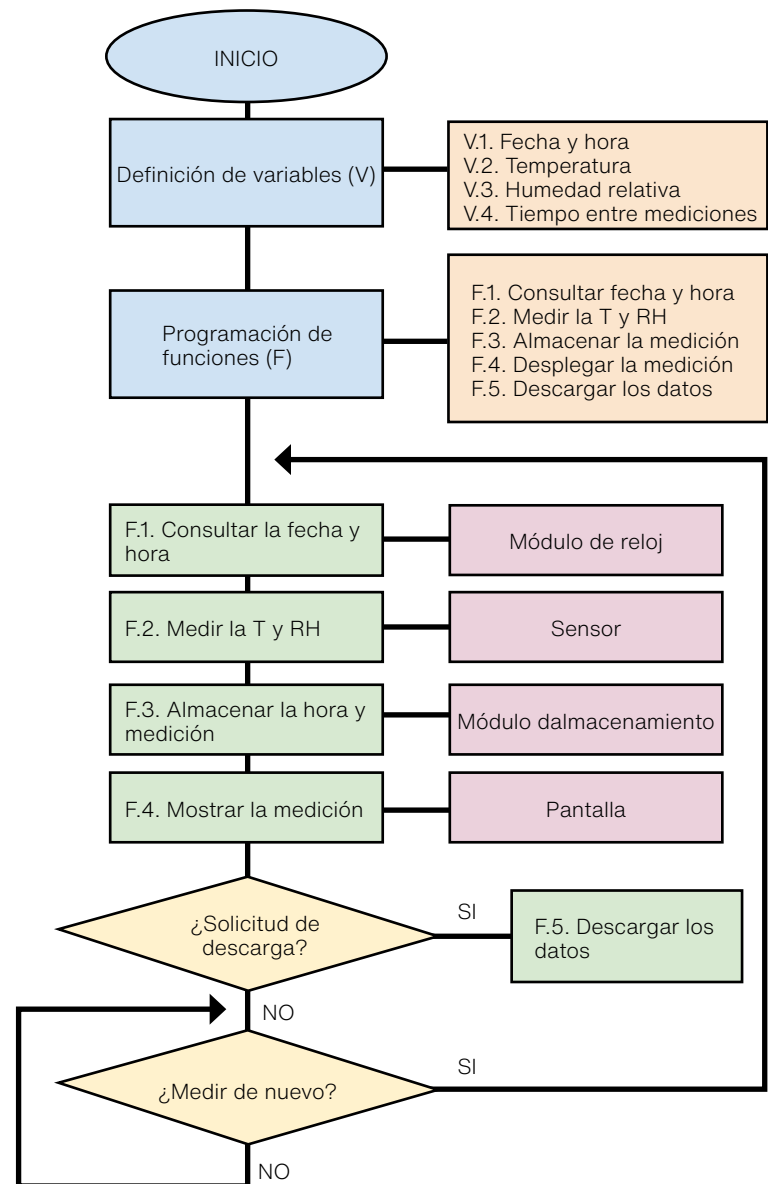 INICIO
Definición de variables (V)
V.1. Fecha y hora
V.2. Temperatura
V.3. Humedad relativa
V.4. Tiempo entre mediciones
Programación de
funciones (F)
F.1. Consultar fecha y hora
F.2. Medir la T y RH
F.3. Almacenar la medición
F.4. Desplegar la medición
F.5. Descargar los datos
F.1. Consultar la fecha y
hora
Módulo de reloj
F.2. Medir la T y RH
Sensor
F.3. Almacenar la hora y
medición
Módulo dalmacenamiento
F.4. Mostrar la medición
Pantalla
¿Solicitud de
descarga?
SI
F.5. Descargar los
datos
NO
¿Medir de nuevo?
SI
NO